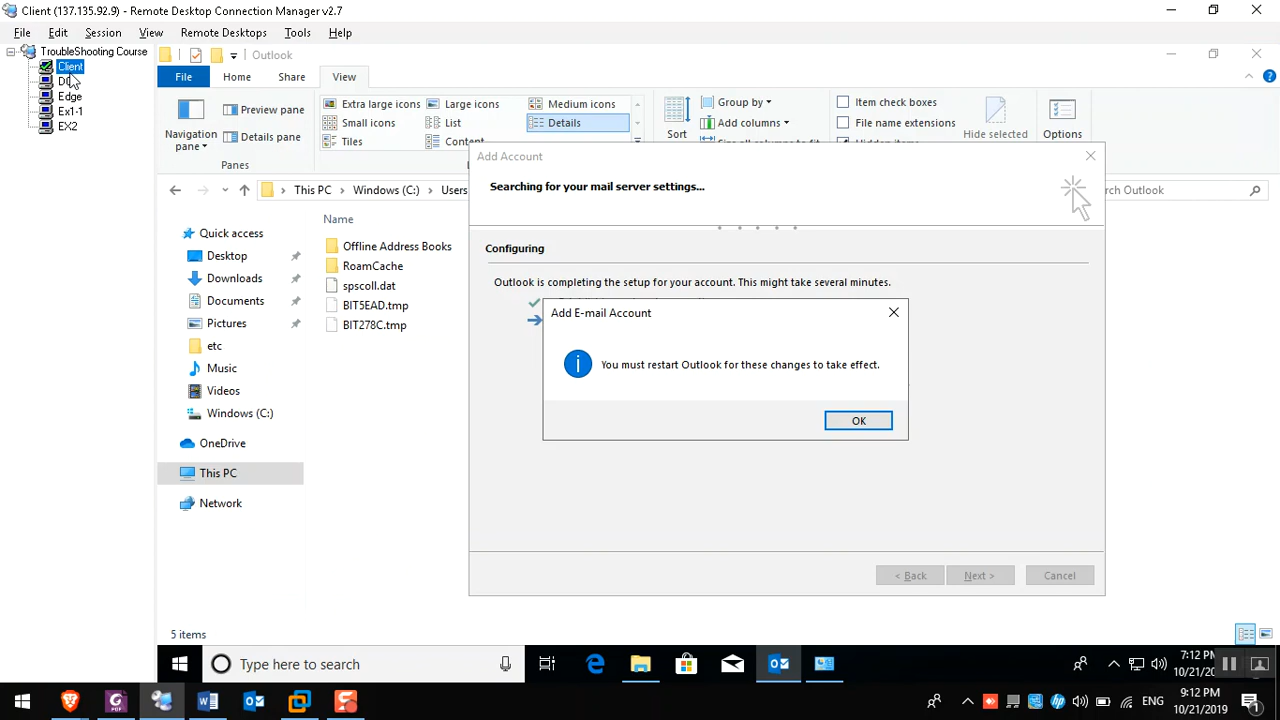 Client (137.135.92.9) - Remote Desktop Connection Manager v2.7
File Edit Session View Remote Desktops Tools Help
TroubleShooting Course
Client
Edge
Ex1-1
EX2
Outlook
File Home Share View
Navigation pane
Preview pane
Details pane
Panes
Extra large icons Large icons Medium icons
Small icons List Details
Tiles Content
Sort
Group by
Add columns
Item check boxes
File name extensions
Hide selected
Options
This PC Windows (C:) Users
Outlook
Quick access
Desktop
Downloads
Documents
Pictures
etc
Music
Videos
Windows (C:)
OneDrive
This PC
Network
Name
Offline Address Books
RoamCache
spscoll.dat
BIT5EAD.tmp
BIT278C.tmp
Add Account
Searching for your mail server settings...
Configuring
Outlook is completing the setup for your account. This might take several minutes.
Add E-mail Account
You must restart Outlook for these changes to take effect.
OK
< Back Next > Cancel
5 items
Type here to search
7:12 PM
10/21/20
ENG
9:12 PM
10/21/2019